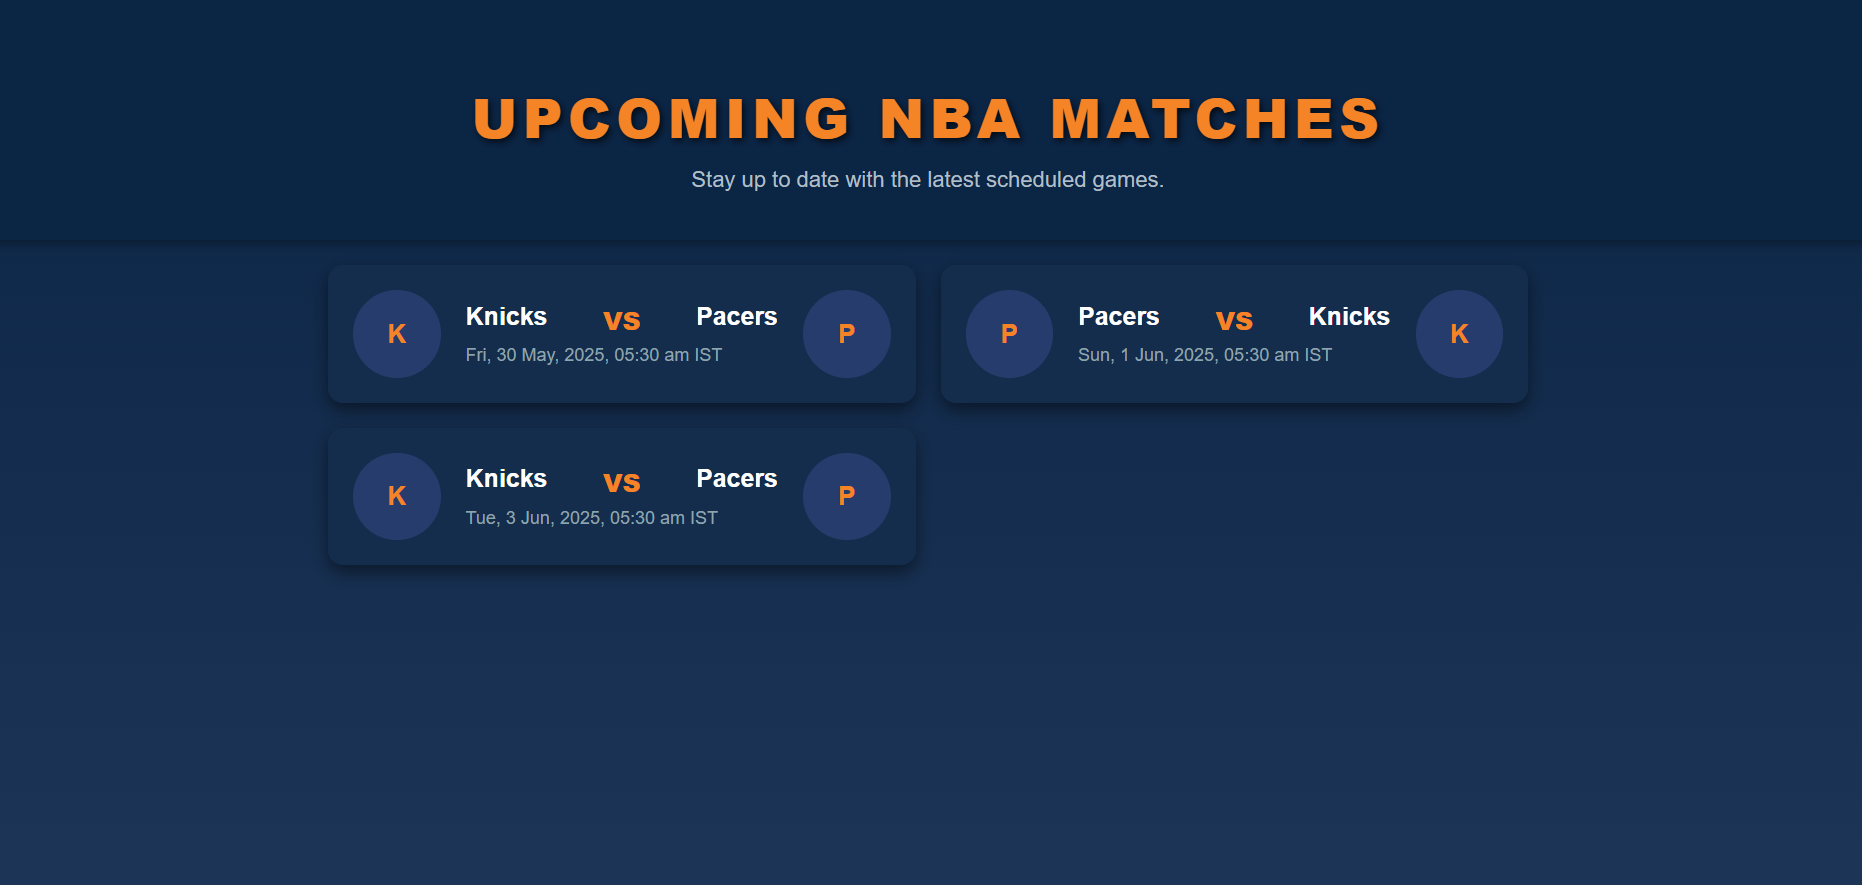 UPCOMING NBA MATCHES
Stay up to date with the latest scheduled games.
K Knicks vs Pacers P
Fri, 30 May, 2025, 05:30 am IST
P Pacers vs Knicks K
Sun, 1 Jun, 2025, 05:30 am IST
K Knicks vs Pacers P
Tue, 3 Jun, 2025, 05:30 am IST